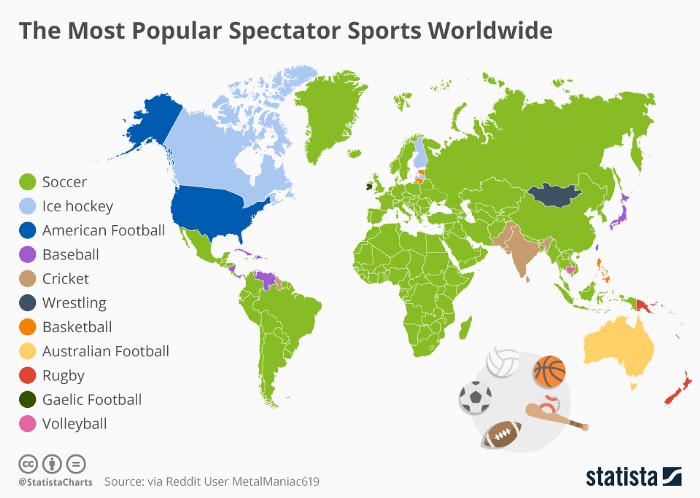 The Most Popular Spectator Sports Worldwide
Soccer
Ice hockey
American Football
Baseball
Cricket
Wrestling
Basketball
Australian Football
Rugby
Gaelic Football
Volleyball
cc
@StatistaCharts Source: via Reddit User MetalManiac619
statista